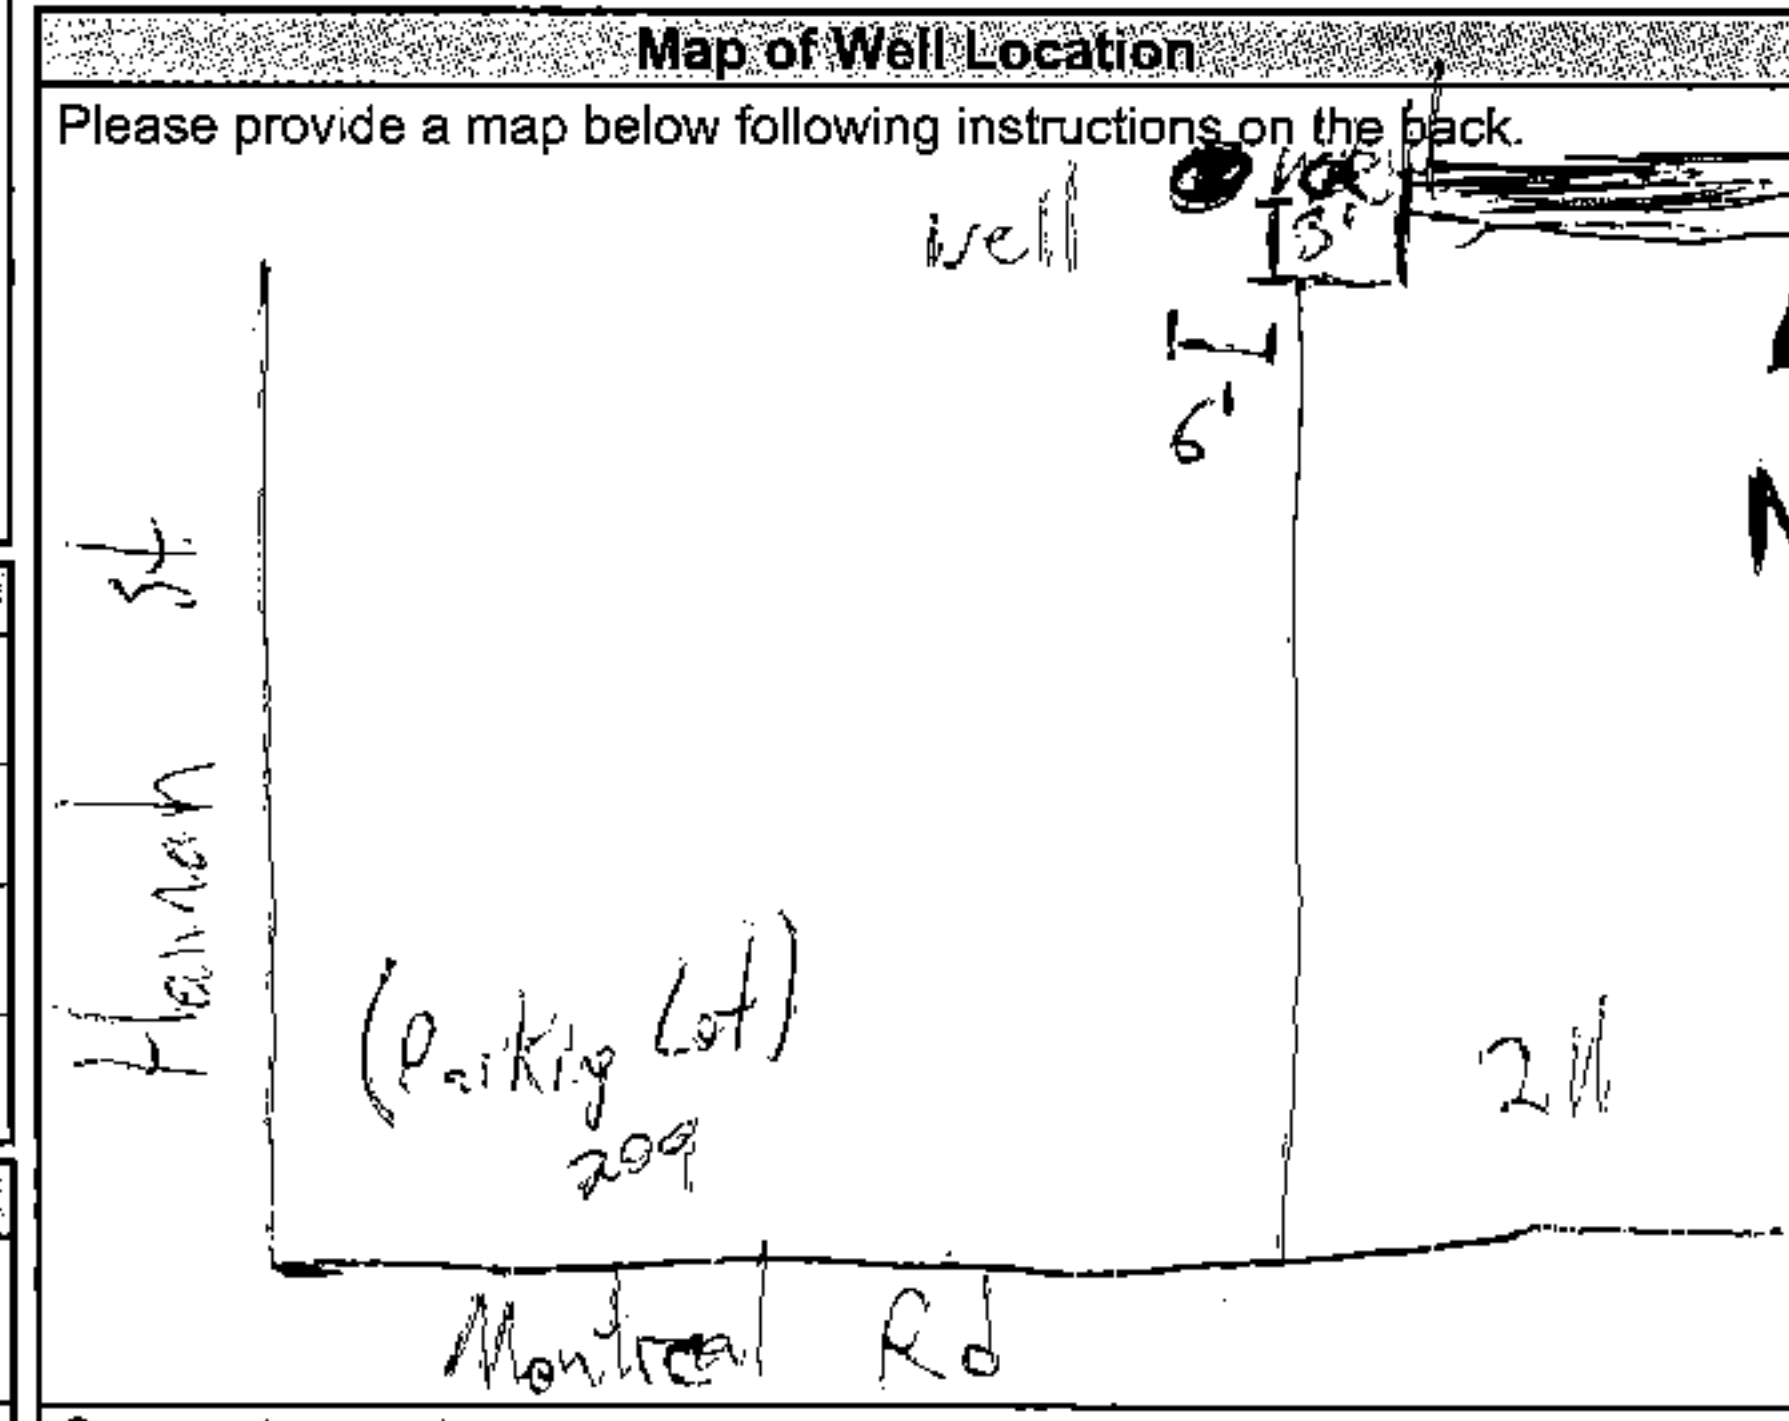 Map of Well Location
Please provide a map below following instructions on the back.
well
3'
6'
N
St
(Parking Lot)
209
211
Montreal Rd